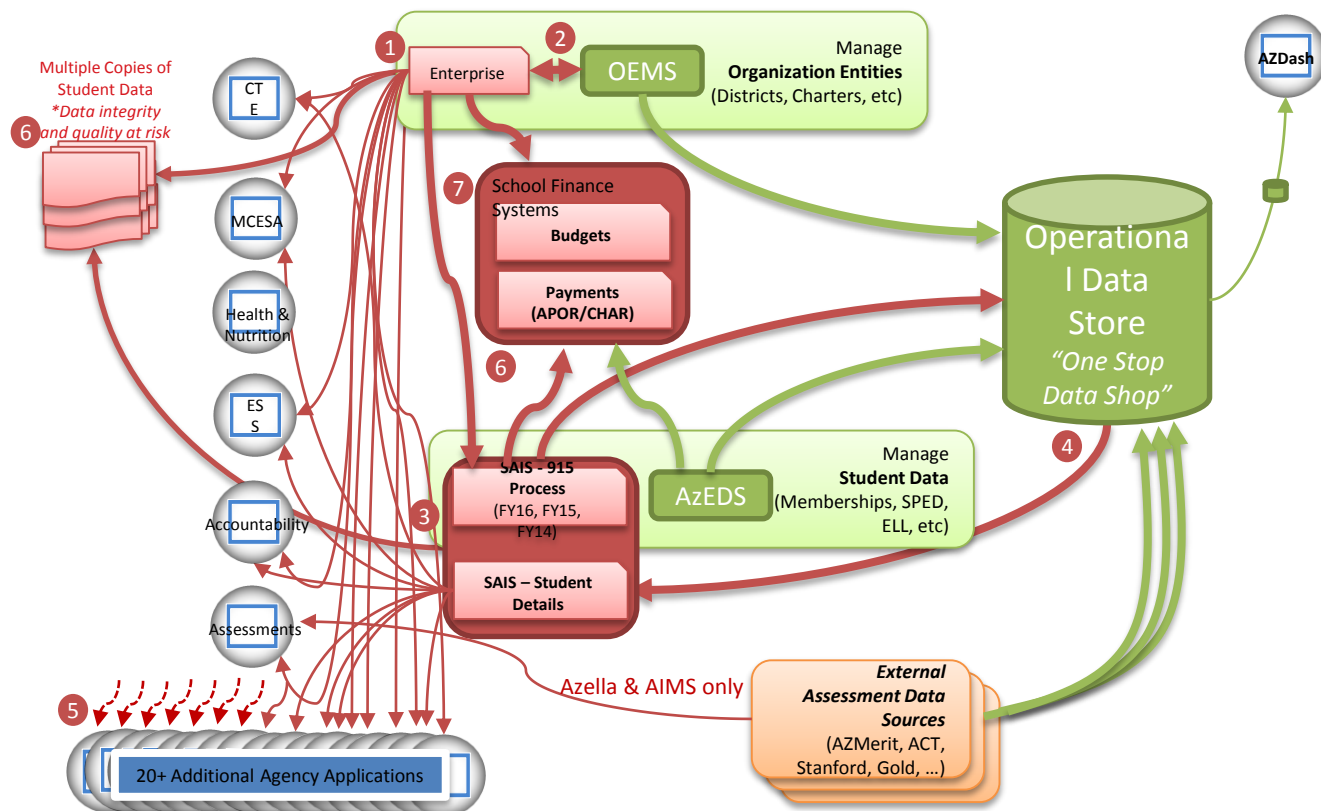 1
2
Enterprise
OEMS
Manage
Organization Entities
(Districts, Charters, etc)
AZDash
Multiple Copies of
Student Data
*Data integrity
and quality at risk
6
CT
E
MCESA
Health &
Nutrition
ES
S
Accountability
Assessments
7
School Finance
Systems
Budgets
Payments
(APOR/CHAR)
6
Operationa
l Data
Store
“One Stop
Data Shop”
4
3
SAIS - 915
Process
(FY16, FY15,
FY14)
SAIS – Student
Details
AzEDS
Manage
Student Data
(Memberships, SPED,
ELL, etc)
Azella & AIMS only
External
Assessment Data
Sources
(AZMerit, ACT,
Stanford, Gold, …)
5
20+ Additional Agency Applications